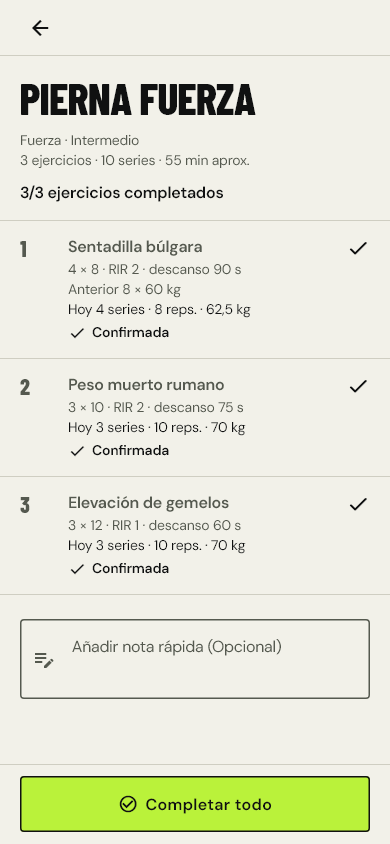 PIERNA FUERZA
Fuerza · Intermedio
3 ejercicios · 10 series · 55 min aprox.
3/3 ejercicios completados
1
Sentadilla búlgara
4 × 8 · RIR 2 · descanso 90 s
Anterior 8 × 60 kg
Hoy 4 series · 8 reps. · 62,5 kg
Confirmada
2
Peso muerto rumano
3 × 10 · RIR 2 · descanso 75 s
Hoy 3 series · 10 reps. · 70 kg
Confirmada
3
Elevación de gemelos
3 × 12 · RIR 1 · descanso 60 s
Hoy 3 series · 10 reps. · 70 kg
Confirmada
Añadir nota rápida (Opcional)
Completar todo